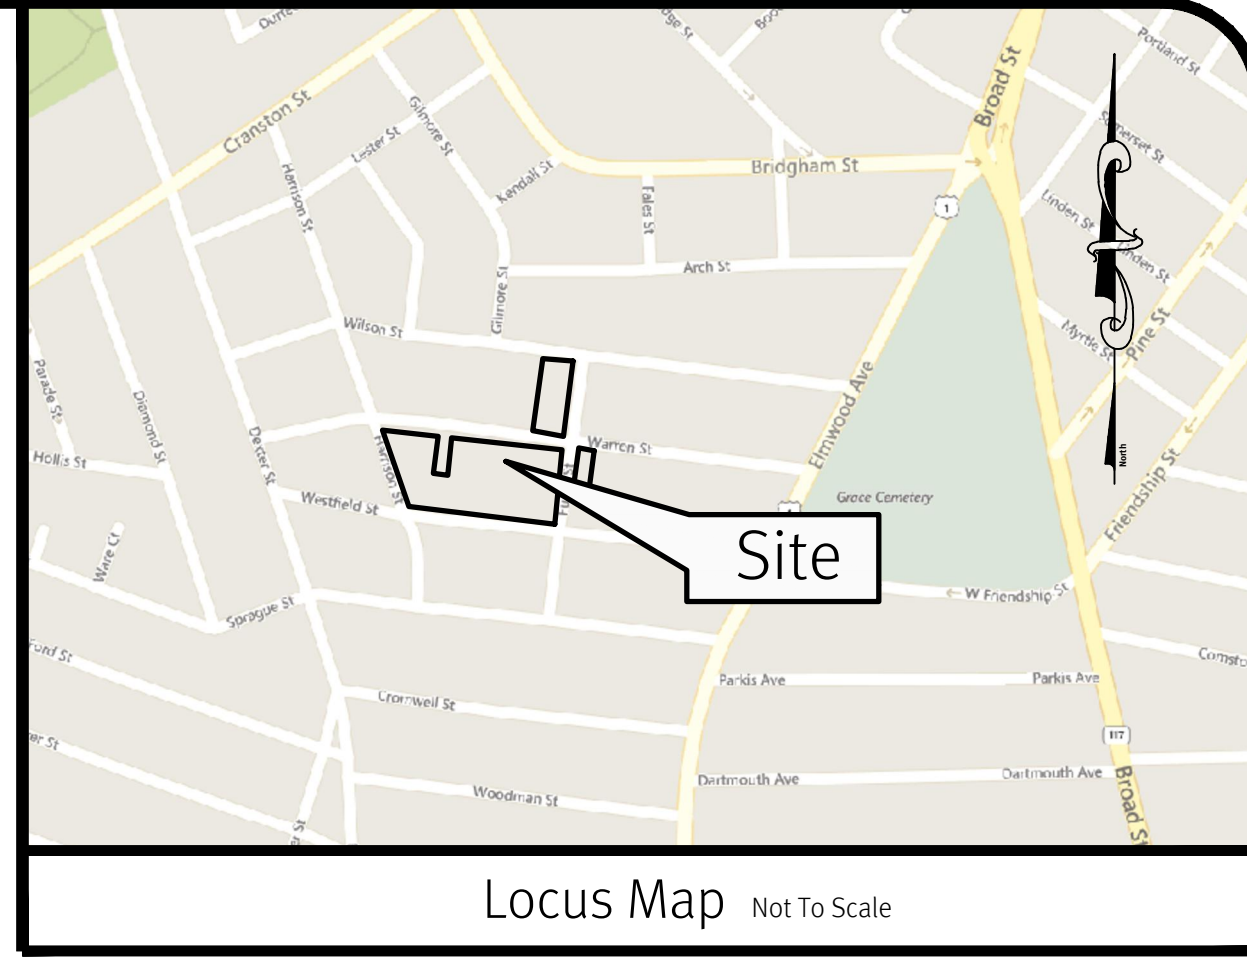 Cranston St
Gilmore St
Lester St
Harrison St
Kendall St
Bridgham St
Broad St
Portland St
Somerset St
Linden St
Linden St
1
Fales St
Arch St
Gilmore St
Wilson St
Myrtle St
Pine St
Parade St
Diamond St
Dexter St
Elmwood Ave
Hollis St
Harrison St
Warren St
North
Westfield St
Grace Cemetery
Friendship St
Site
Ware Ct
Sprague St
W Friendship St
Parkis Ave
Parkis Ave
Cromwell St
117
Dartmouth Ave
Dartmouth Ave
Woodman St
Broad St
Locus Map Not To Scale